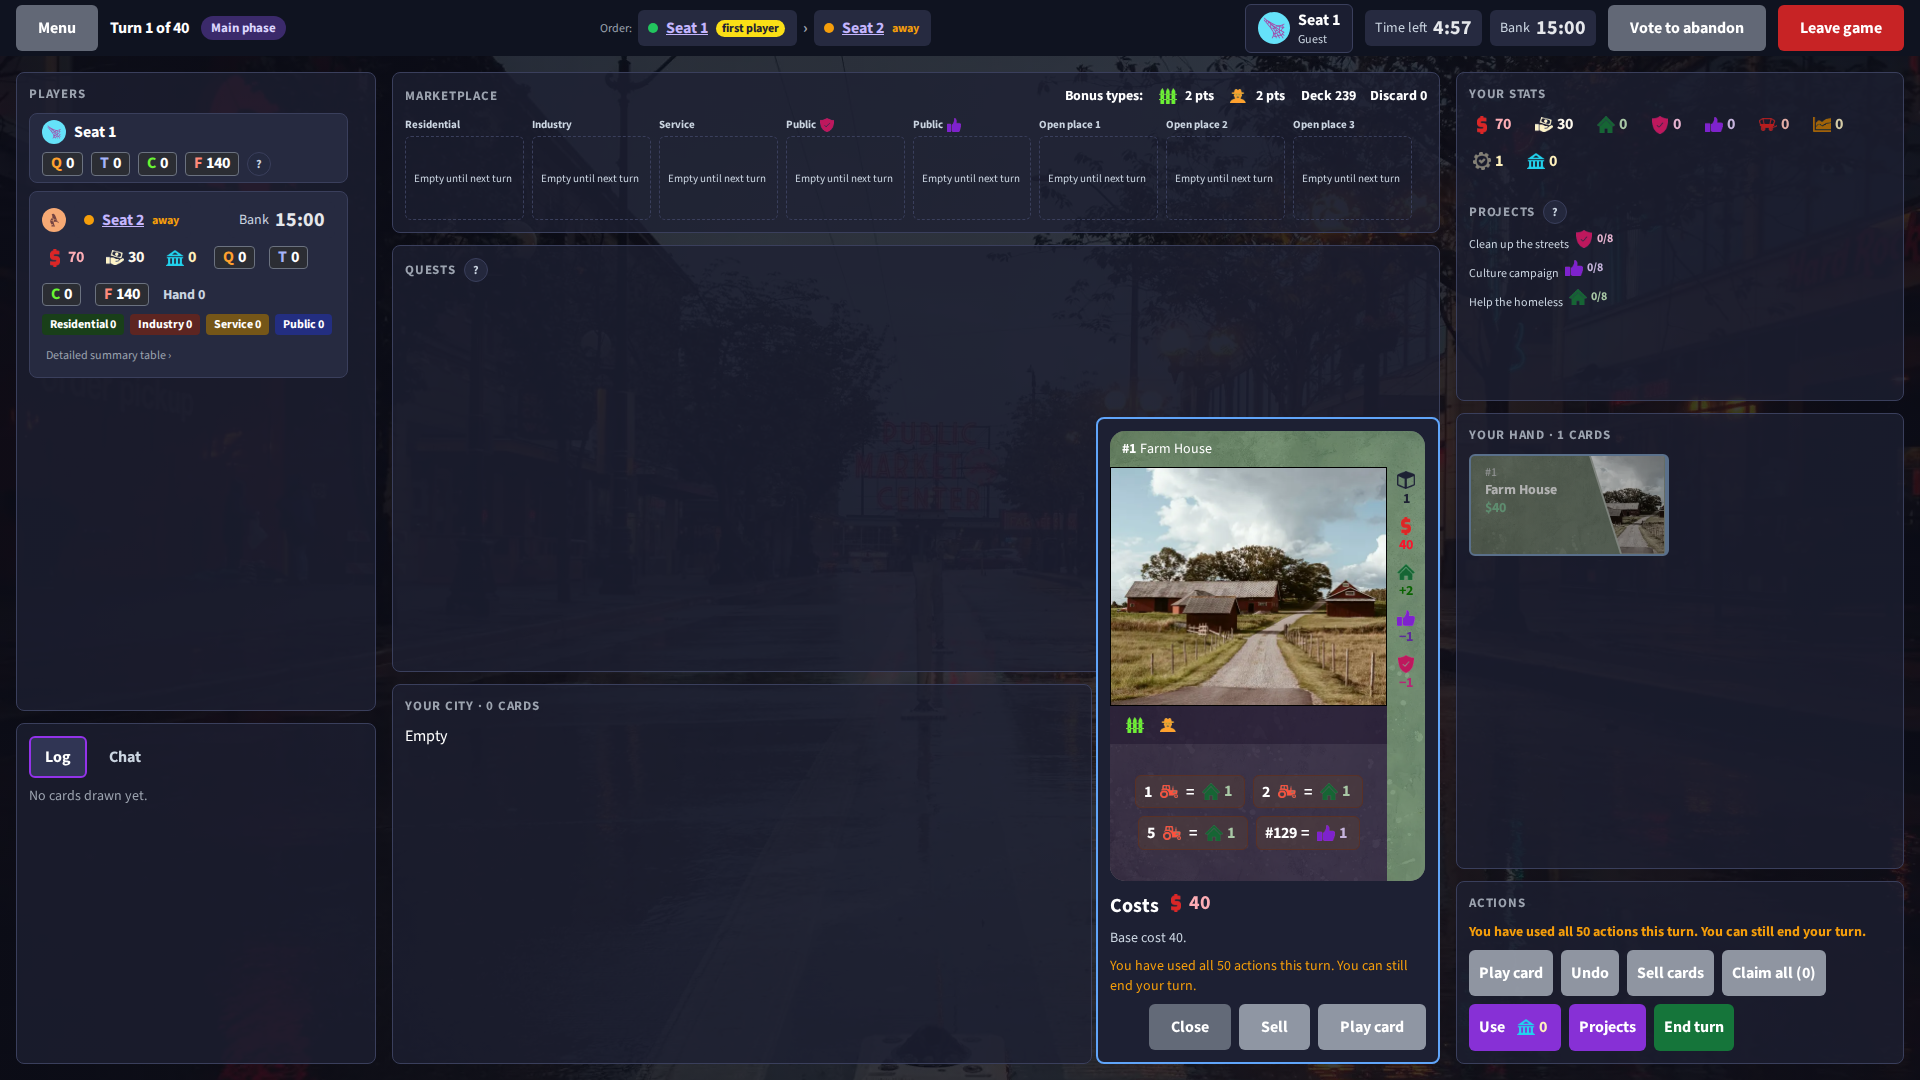 Menu
Turn 1 of 40
Main phase
Order:
Seat 1
first player
›
Seat 2
away
Seat 1
Guest
Time left 4:57
Bank 15:00
Vote to abandon
Leave game
PLAYERS
Seat 1
Q 0
T 0
C 0
F 140
?
Seat 2 away
Bank 15:00
70
30
0
Q 0
T 0
C 0
F 140
Hand 0
Residential 0
Industry 0
Service 0
Public 0
Detailed summary table ›
Log
Chat
No cards drawn yet.
MARKETPLACE
Bonus types:
2 pts
2 pts
Deck 239
Discard 0
Residential
Industry
Service
Public
Public
Open place 1
Open place 2
Open place 3
Empty until next turn
Empty until next turn
Empty until next turn
Empty until next turn
Empty until next turn
Empty until next turn
Empty until next turn
Empty until next turn
QUESTS
?
YOUR CITY · 0 CARDS
Empty
#1 Farm House
1
40
+2
−1
−1
1 = 1
2 = 1
5 = 1
#129 = 1
Costs $ 40
Base cost 40.
You have used all 50 actions this turn. You can still
end your turn.
Close
Sell
Play card
YOUR STATS
70
30
0
0
0
0
0
1
0
PROJECTS
?
Clean up the streets 0/8
Culture campaign 0/8
Help the homeless 0/8
YOUR HAND · 1 CARDS
#1
Farm House
$40
ACTIONS
You have used all 50 actions this turn. You can still end your turn.
Play card
Undo
Sell cards
Claim all (0)
Use 0
Projects
End turn